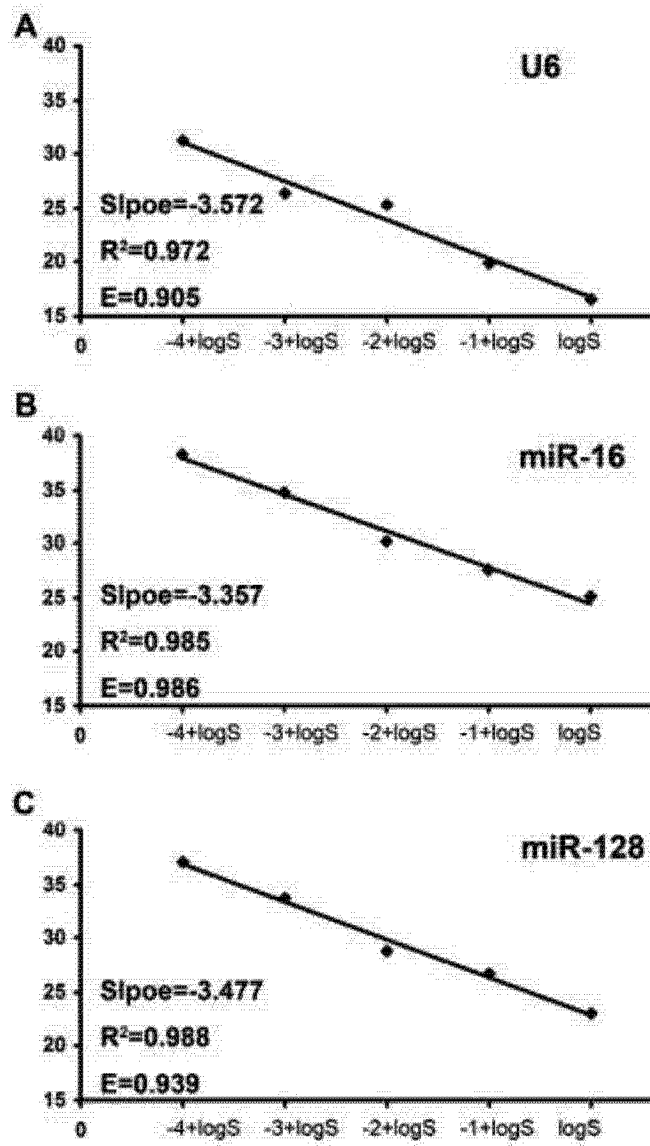 A
U6
40
35
30
25
20
15
Slpoe=-3.572
R²=0.972
E=0.905
0 -4+logS -3+logS -2+logS -1+logS logS
B
miR-16
40
35
30
25
20
15
Slpoe=-3.357
R²=0.985
E=0.986
0 -4+logS -3+logS -2+logS -1+logS logS
C
miR-128
40
35
30
25
20
15
Slpoe=-3.477
R²=0.988
E=0.939
0 -4+logS -3+logS -2+logS -1+logS logS